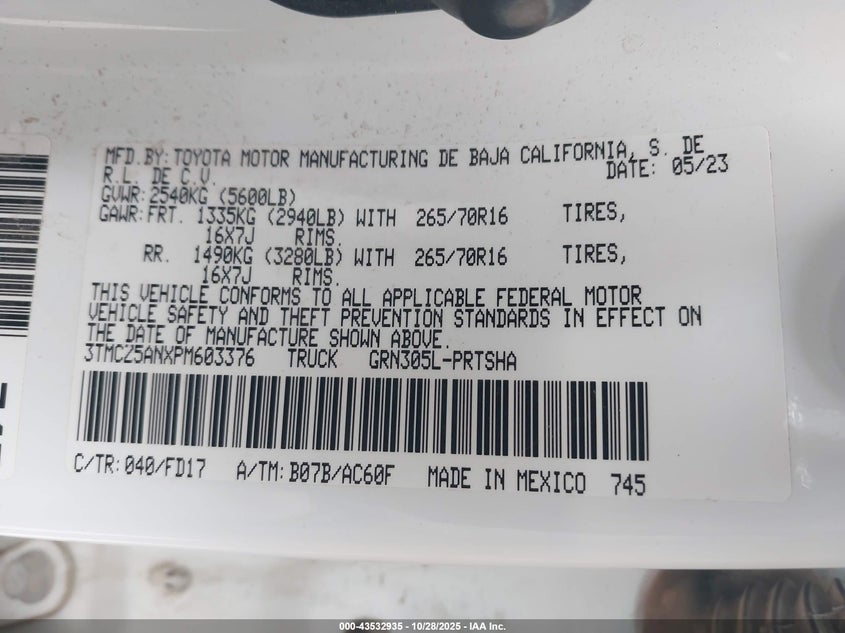 MFD.BY:TOYOTA MOTOR MANUFACTURING DE BAJA CALIFORNIA, S. DE
R.L. DE C.V. DATE: 05/23
GVWR:2540KG (5600LB)
GAWR:FRT. 1335KG (2940LB) WITH 265/70R16 TIRES,
16X7J RIMS.
RR. 1490KG (3280LB) WITH 265/70R16 TIRES,
16X7J RIMS.
THIS VEHICLE CONFORMS TO ALL APPLICABLE FEDERAL MOTOR
VEHICLE SAFETY AND THEFT PREVENTION STANDARDS IN EFFECT ON
THE DATE OF MANUFACTURE SHOWN ABOVE.
3TMCZ5ANXPM603376 TRUCK GRN305L-PRTSHA
C/TR:040/FD17 A/TM:B07B/AC60F MADE IN MEXICO 745
000-43532935 - 10/28/2025 - IAA Inc.